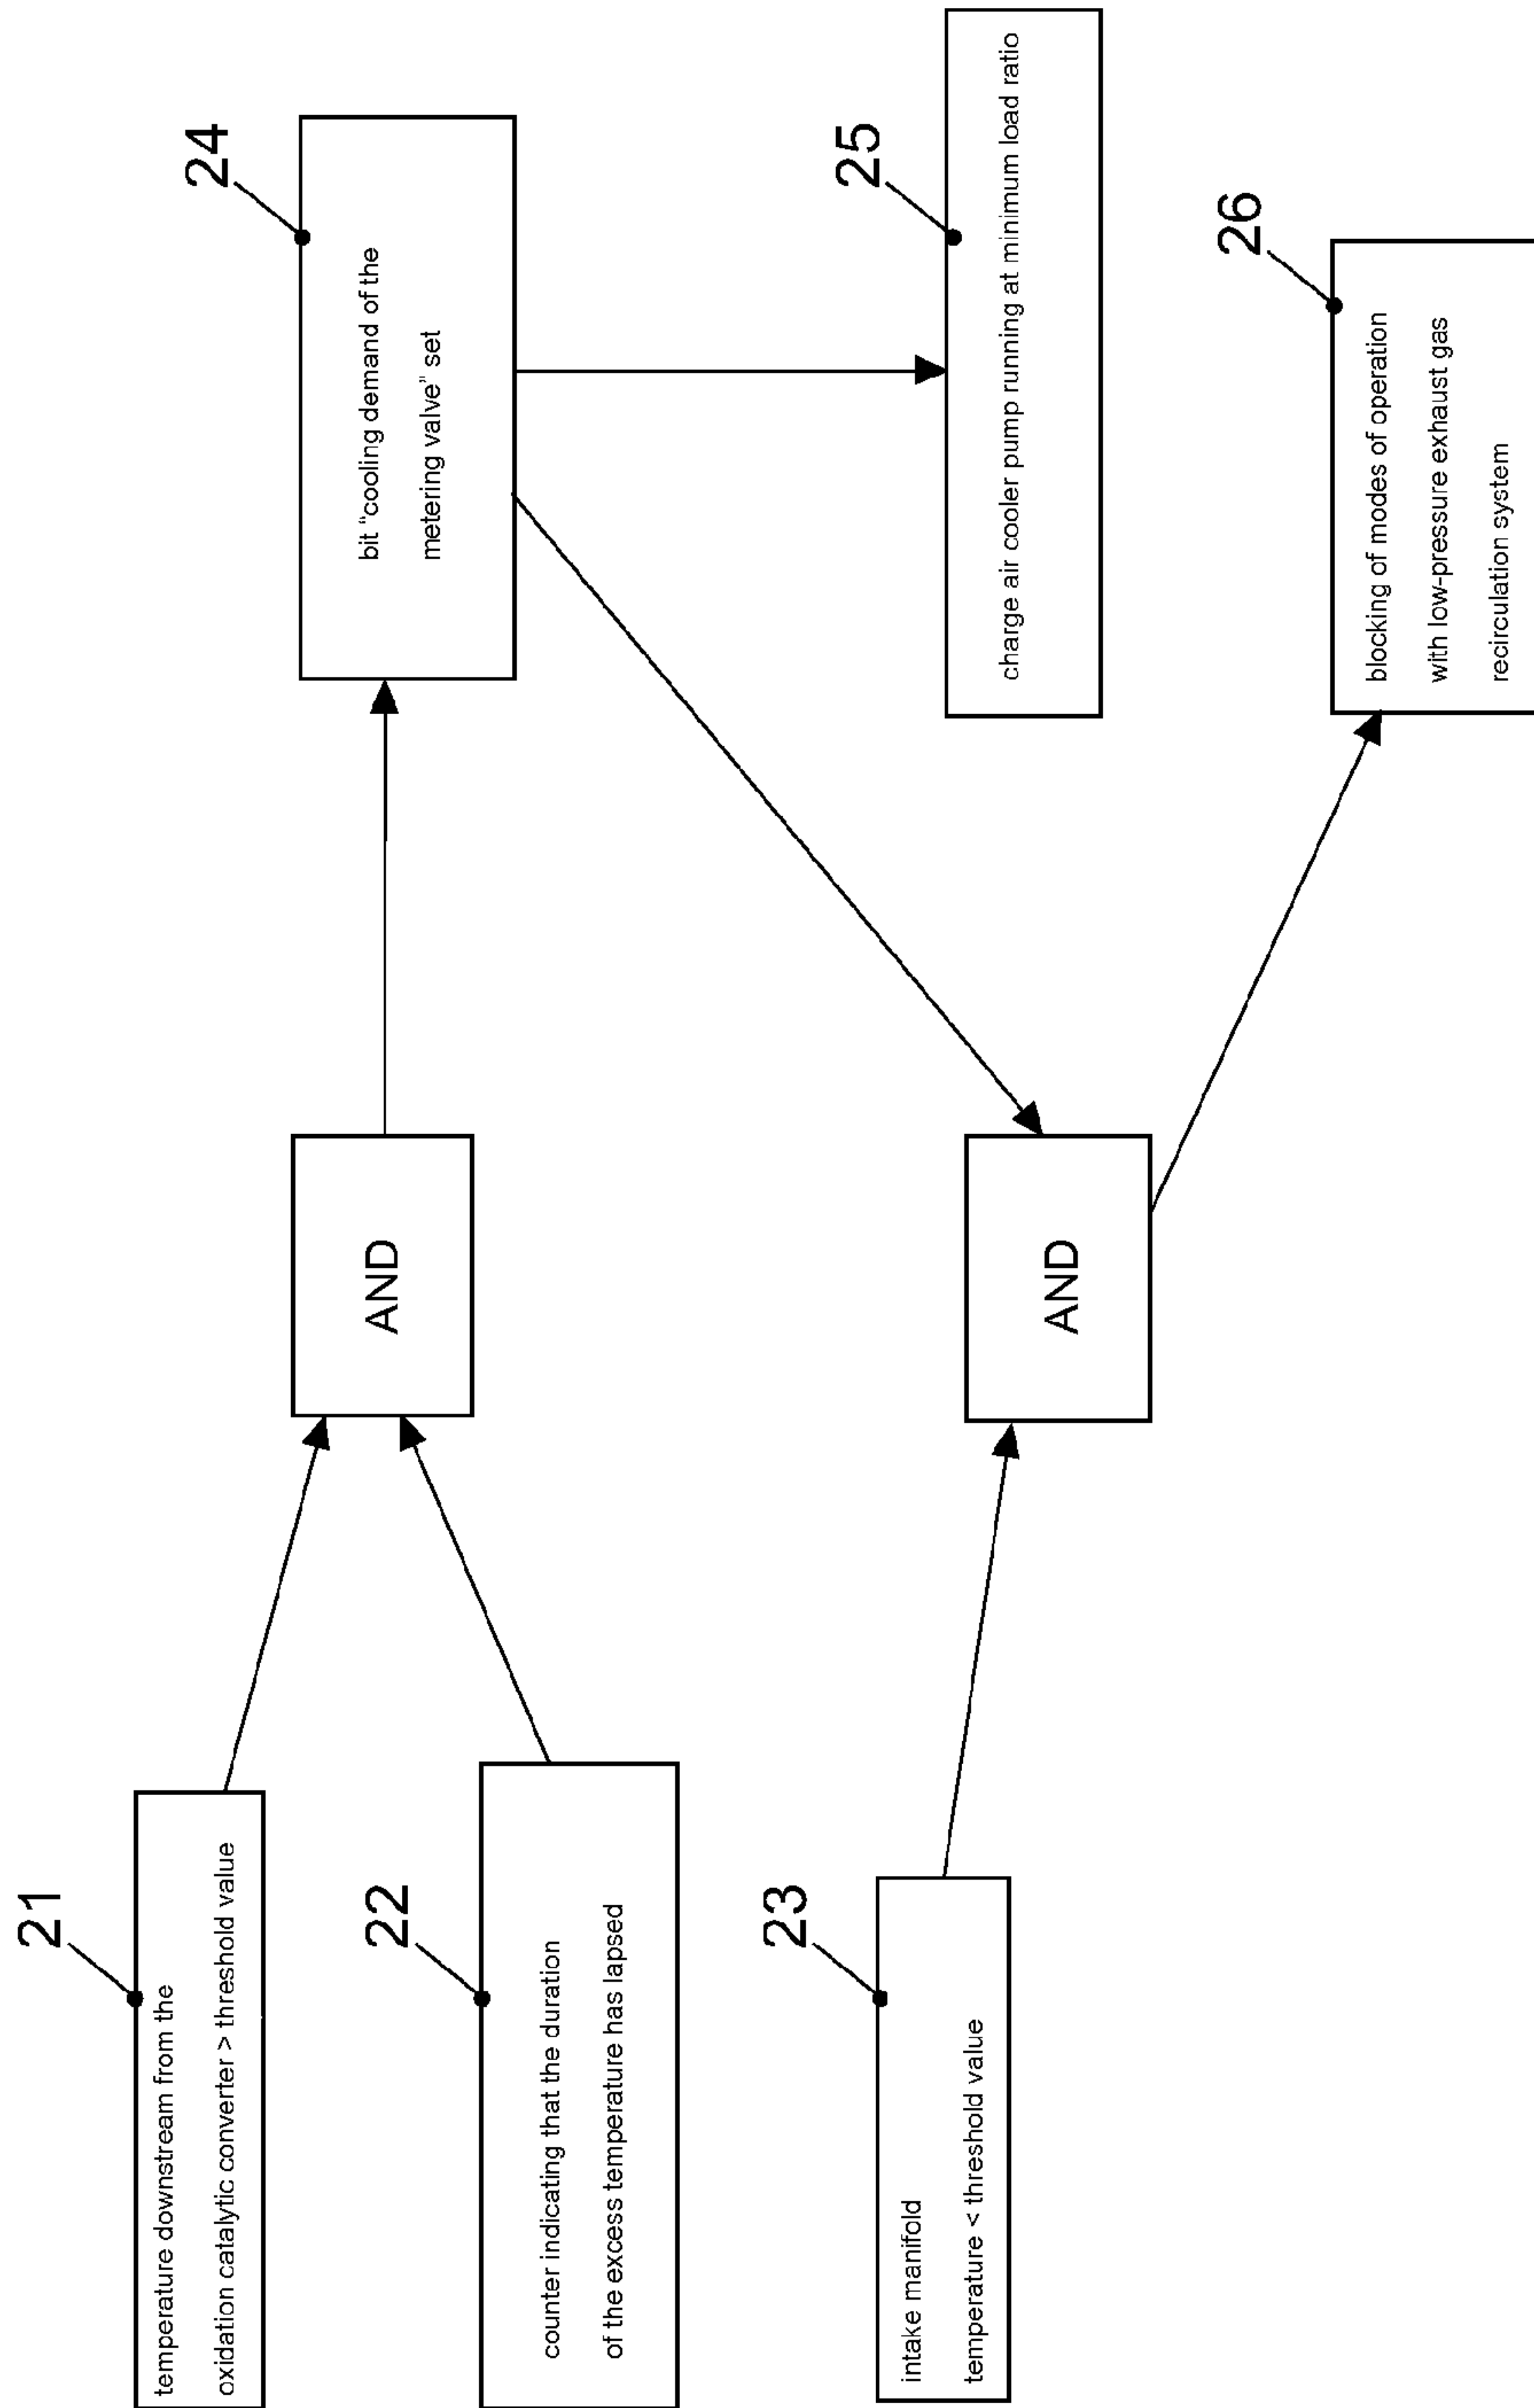 21
temperature downstream from the
oxidation catalytic converter > threshold value
22
counter indicating that the duration
of the excess temperature has lapsed
23
intake manifold
temperature < threshold value
AND
AND
24
bit “cooling demand of the
metering valve” set
25
charge air cooler pump running at minimum load ratio
26
blocking of modes of operation
with low-pressure exhaust gas
recirculation system